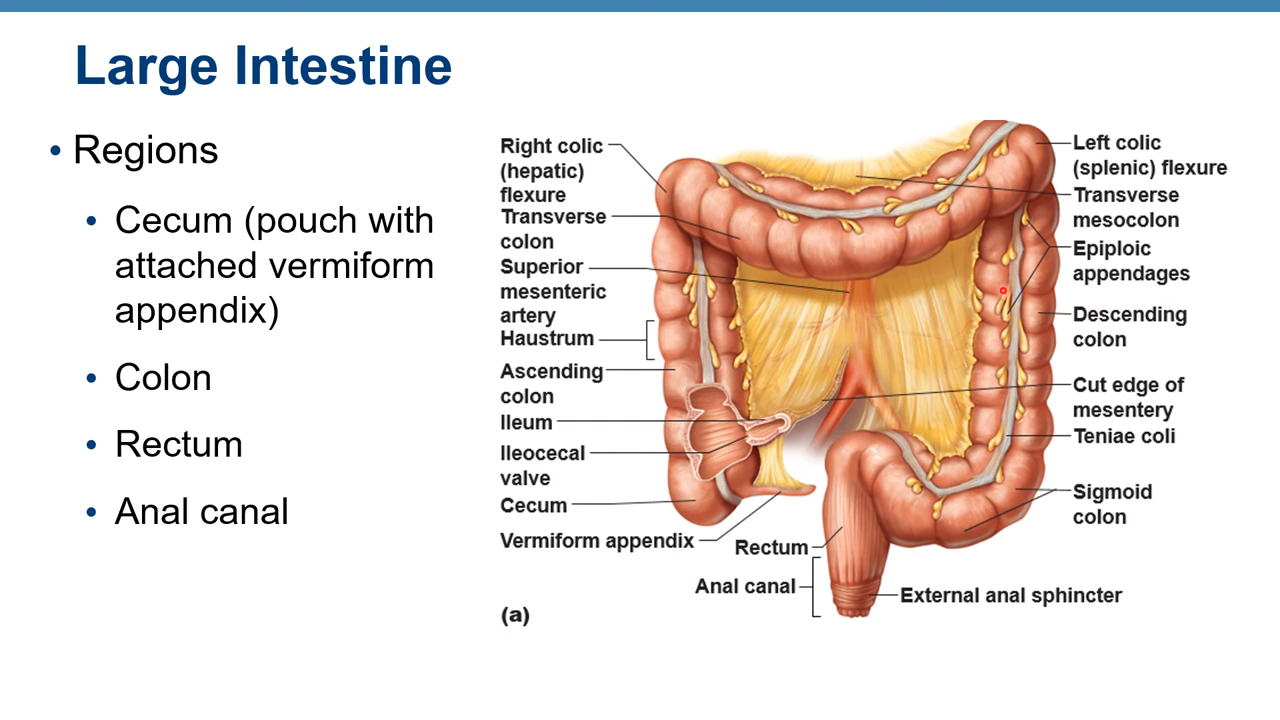 Large Intestine
• Regions
• Cecum (pouch with
attached vermiform
appendix)
• Colon
• Rectum
• Anal canal
Right colic
(hepatic)
flexure
Transverse
colon
Superior
mesenteric
artery
Haustrum
Ascending
colon
Ileum
Ileocecal
valve
Cecum
Vermiform appendix
Rectum
Anal canal
(a)
Left colic
(splenic) flexure
Transverse
mesocolon
Epiploic
appendages
Descending
colon
Cut edge of
mesentery
Teniae coli
Sigmoid
colon
External anal sphincter